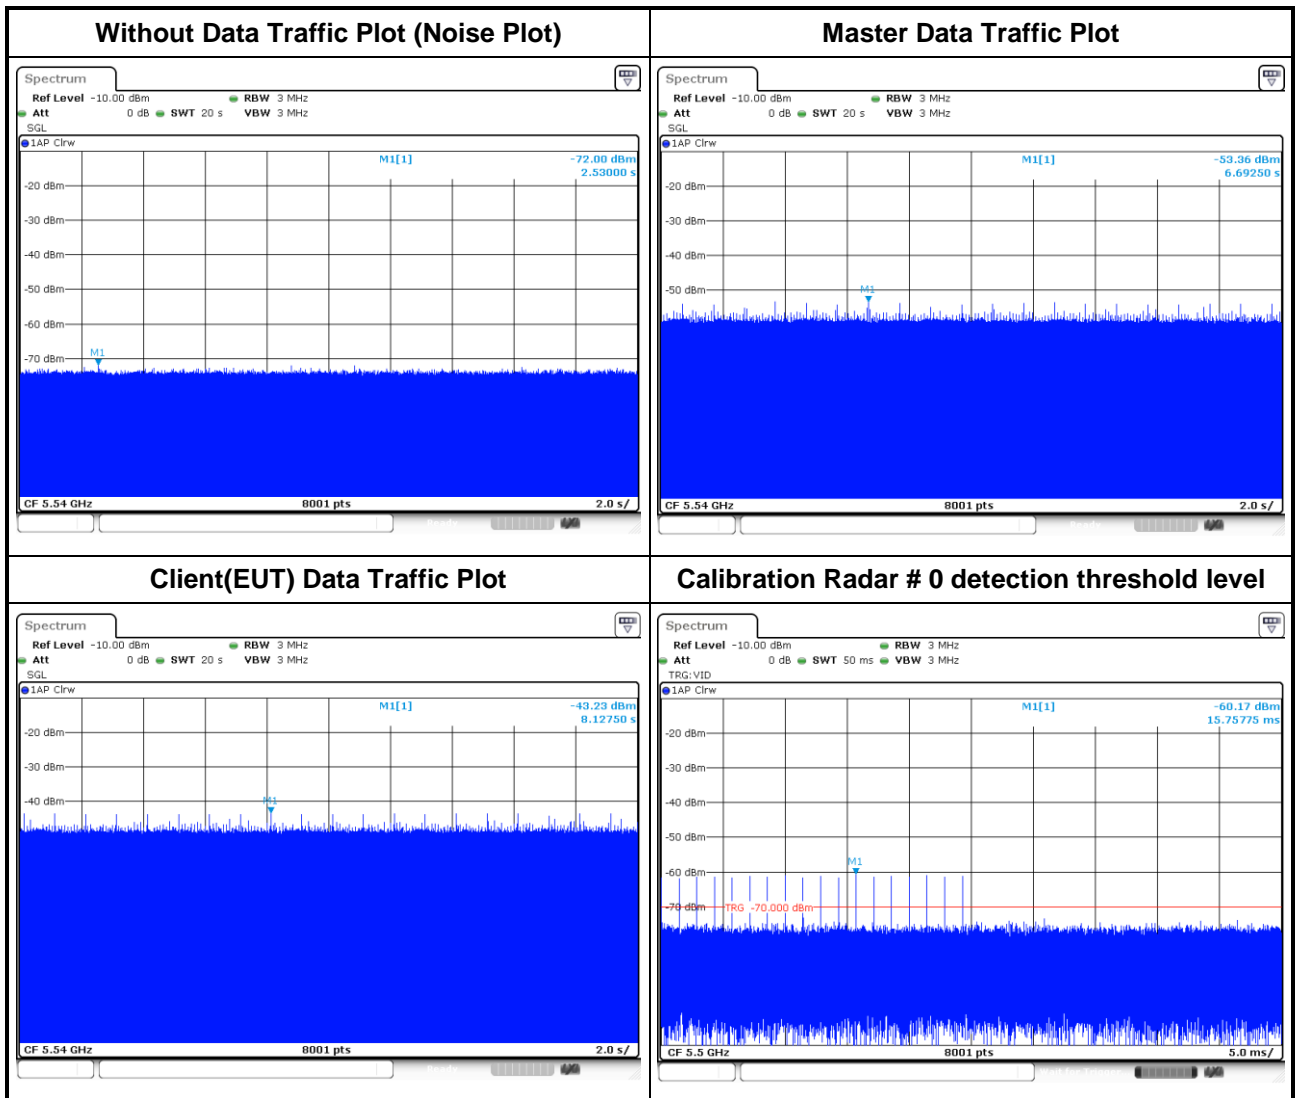 Without Data Traffic Plot (Noise Plot)
Spectrum
Ref Level -10.00 dBm RBW 3 MHz
Att 0 dB SWT 20 s VBW 3 MHz
SGL
1AP Clrw
M1[1] -72.00 dBm
2.53000 s
-20 dBm
-30 dBm
-40 dBm
-50 dBm
-60 dBm
M1
-70 dBm
CF 5.54 GHz 8001 pts 2.0 s/
Ready
Master Data Traffic Plot
Spectrum
Ref Level -10.00 dBm RBW 3 MHz
Att 0 dB SWT 20 s VBW 3 MHz
SGL
1AP Clrw
M1[1] -53.36 dBm
6.69250 s
-20 dBm
-30 dBm
-40 dBm
-50 dBm
M1
CF 5.54 GHz 8001 pts 2.0 s/
Ready
Client(EUT) Data Traffic Plot
Spectrum
Ref Level -10.00 dBm RBW 3 MHz
Att 0 dB SWT 20 s VBW 3 MHz
SGL
1AP Clrw
M1[1] -43.23 dBm
8.12750 s
-20 dBm
-30 dBm
-40 dBm
M1
CF 5.54 GHz 8001 pts 2.0 s/
Ready
Calibration Radar # 0 detection threshold level
Spectrum
Ref Level -10.00 dBm RBW 3 MHz
Att 0 dB SWT 50 ms VBW 3 MHz
TRG:VID
1AP Clrw
M1[1] -60.17 dBm
15.75775 ms
-20 dBm
-30 dBm
-40 dBm
-50 dBm
M1
-60 dBm
-70 dBm TRG -70.000 dBm
CF 5.5 GHz 8001 pts 5.0 ms/
Wait for Trigger